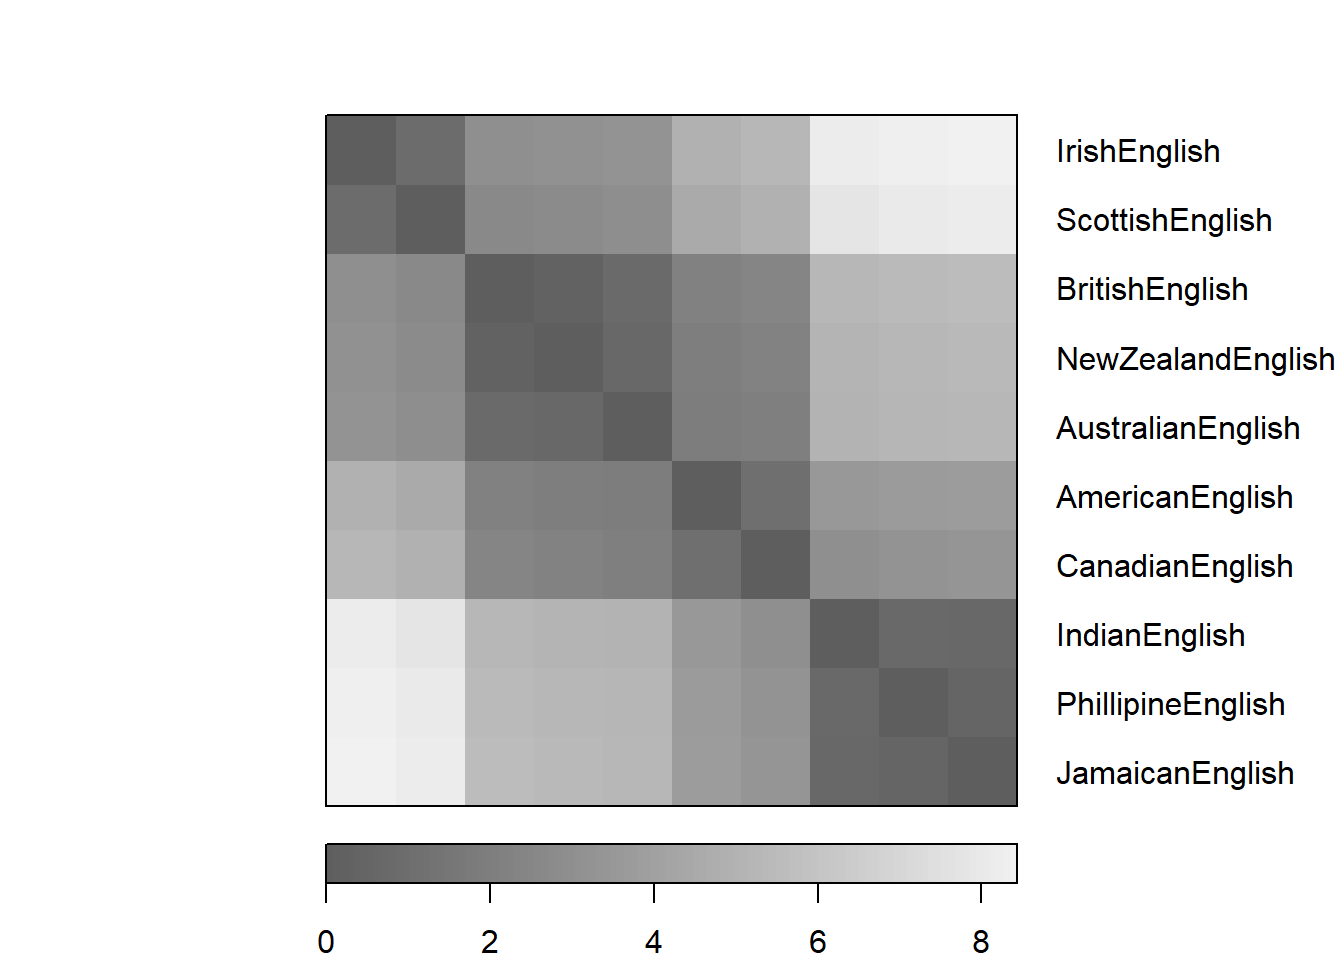 IrishEnglish
ScottishEnglish
BritishEnglish
NewZealandEnglish
AustralianEnglish
AmericanEnglish
CanadianEnglish
IndianEnglish
PhillipineEnglish
JamaicanEnglish
0 2 4 6 8